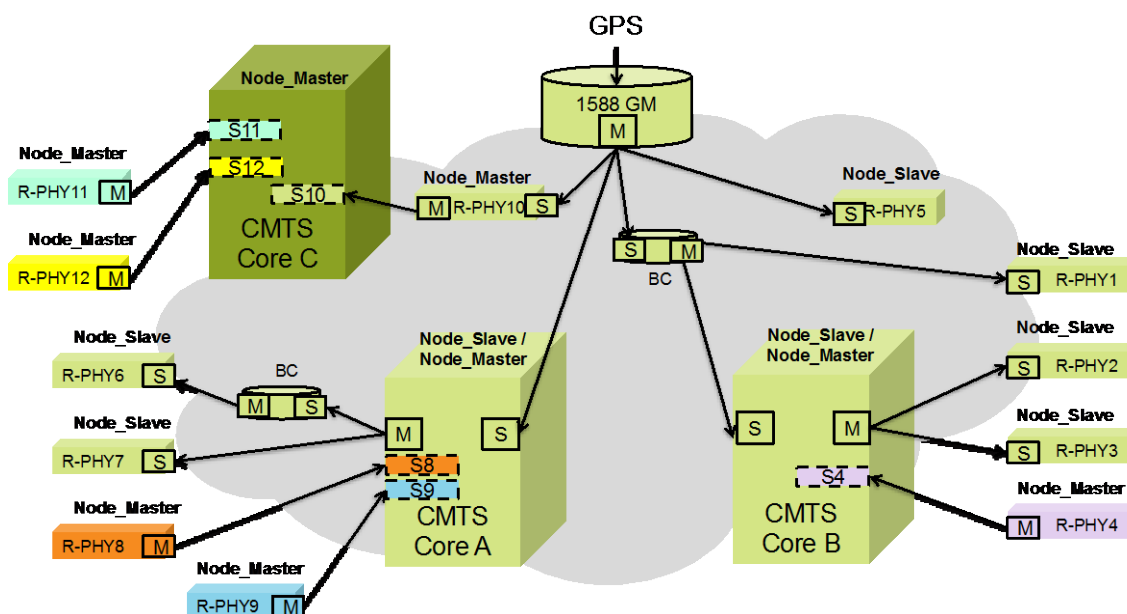 GPS
1588 GM
M
Node_Master
S11
S12
S10
CMTS
Core C
Node_Master
R-PHY11 M
Node_Master
R-PHY12 M
Node_Master
M R-PHY10 S
Node_Slave
S R-PHY5
S M
BC
Node_Slave
S R-PHY1
Node_Slave
S R-PHY2
Node_Slave
S R-PHY3
Node_Master
M R-PHY4
Node_Slave /
Node_Master
S M
S4
CMTS
Core B
Node_Slave /
Node_Master
M S
S8
S9
CMTS
Core A
BC
M S
Node_Slave
R-PHY6 S
Node_Slave
R-PHY7 S
Node_Master
R-PHY8 M
Node_Master
R-PHY9 M